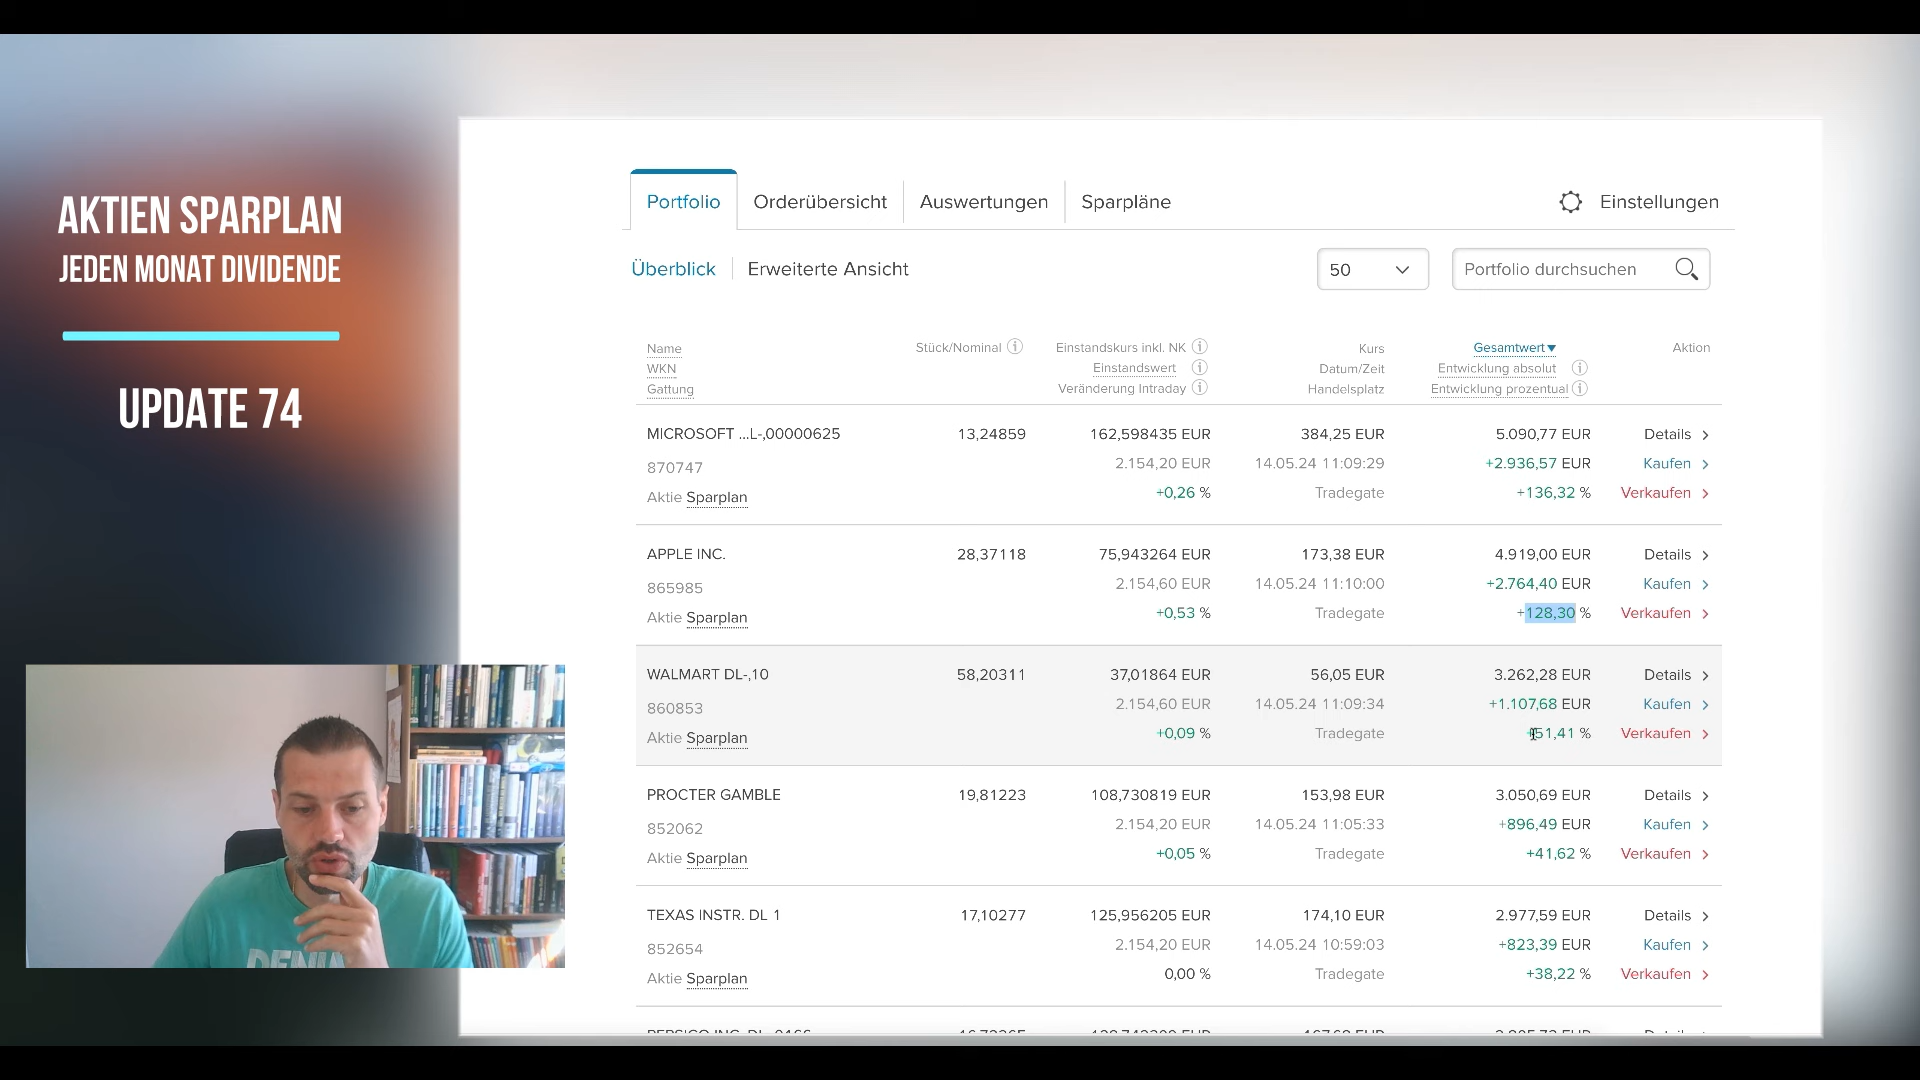 AKTIEN SPARPLAN
JEDEN MONAT DIVIDENDE
UPDATE 74
Portfolio Orderübersicht Auswertungen Sparpläne Einstellungen
Überblick Erweiterte Ansicht 50 Portfolio durchsuchen
Name Stück/Nominal Einstandskurs inkl. NK Kurs Gesamtwert Aktion
WKN Einstandswert Datum/Zeit Entwicklung absolut
Gattung Veränderung Intraday Handelsplatz Entwicklung prozentual
MICROSOFT ...L-,00000625 13,24859 162,598435 EUR 384,25 EUR 5.090,77 EUR Details
870747 2.154,20 EUR 14.05.24 11:09:29 +2.936,57 EUR Kaufen
Aktie Sparplan +0,26 % Tradegate +136,32 % Verkaufen
APPLE INC. 28,37118 75,943264 EUR 173,38 EUR 4.919,00 EUR Details
865985 2.154,60 EUR 14.05.24 11:10:00 +2.764,40 EUR Kaufen
Aktie Sparplan +0,53 % Tradegate +128,30 % Verkaufen
WALMART DL-,10 58,20311 37,01864 EUR 56,05 EUR 3.262,28 EUR Details
860853 2.154,60 EUR 14.05.24 11:09:34 +1.107,68 EUR Kaufen
Aktie Sparplan +0,09 % Tradegate +51,41 % Verkaufen
PROCTER GAMBLE 19,81223 108,730819 EUR 153,98 EUR 3.050,69 EUR Details
852062 2.154,20 EUR 14.05.24 11:05:33 +896,49 EUR Kaufen
Aktie Sparplan +0,05 % Tradegate +41,62 % Verkaufen
TEXAS INSTR. DL 1 17,10277 125,956205 EUR 174,10 EUR 2.977,59 EUR Details
852654 2.154,20 EUR 14.05.24 10:59:03 +823,39 EUR Kaufen
Aktie Sparplan 0,00 % Tradegate +38,22 % Verkaufen